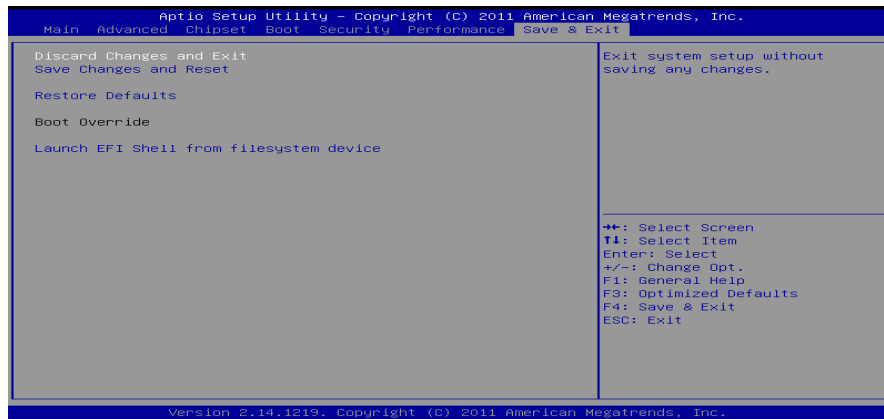 Aptio Setup Utility – Copyright (C) 2011 American Megatrends, Inc.
Main Advanced Chipset Boot Security Performance Save & Exit
Discard Changes and Exit
Save Changes and Reset
Restore Defaults
Boot Override
Launch EFI Shell from filesystem device
Exit system setup without
saving any changes.
→←: Select Screen
↑↓: Select Item
Enter: Select
+/-: Change Opt.
F1: General Help
F3: Optimized Defaults
F4: Save & Exit
ESC: Exit
Version 2.14.1219. Copyright (C) 2011 American Megatrends, Inc.